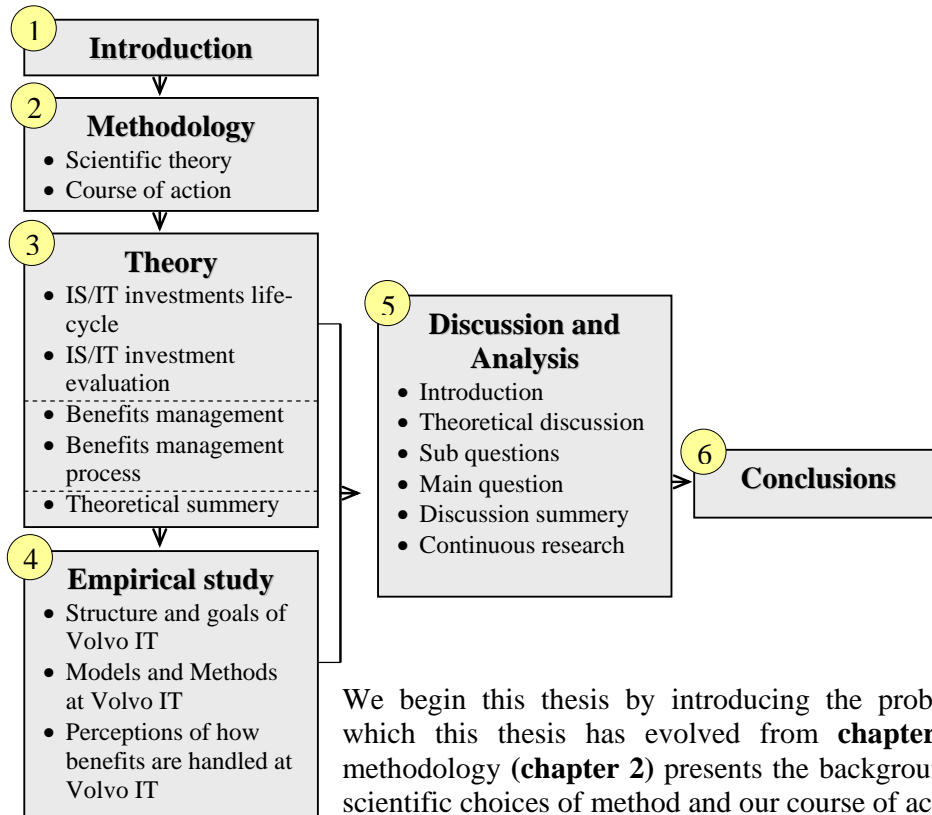 1
Introduction
2
Methodology
• Scientific theory
• Course of action
3
Theory
• IS/IT investments life-
cycle
• IS/IT investment
evaluation
• Benefits management
• Benefits management
process
• Theoretical summary
4
Empirical study
• Structure and goals of
Volvo IT
• Models and Methods
at Volvo IT
• Perceptions of how
benefits are handled at
Volvo IT
5
Discussion and
Analysis
• Introduction
• Theoretical discussion
• Sub questions
• Main question
• Discussion summery
• Continuous research
6
Conclusions
We begin this thesis by introducing the prob
which this thesis has evolved from chapter
methodology (chapter 2) presents the backgroun
scientific choices of method and our course of ac